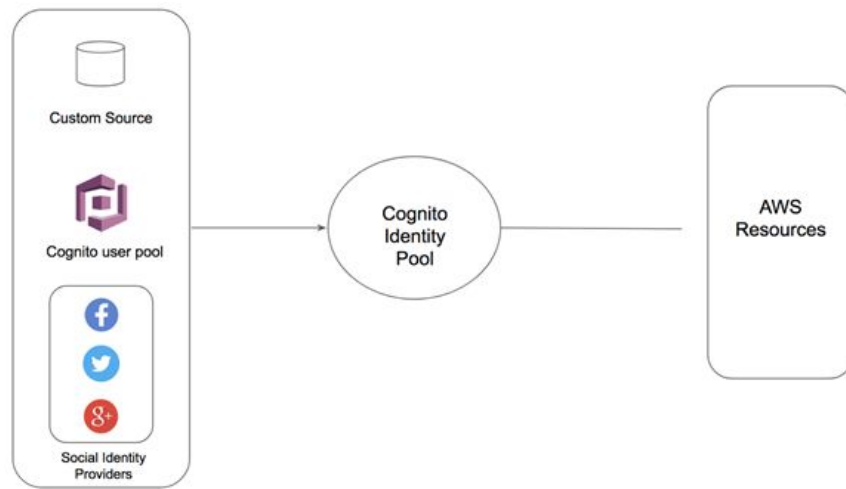 Custom Source
Cognito user pool
f
g+
Social Identity
Providers
Cognito
Identity
Pool
AWS
Resources